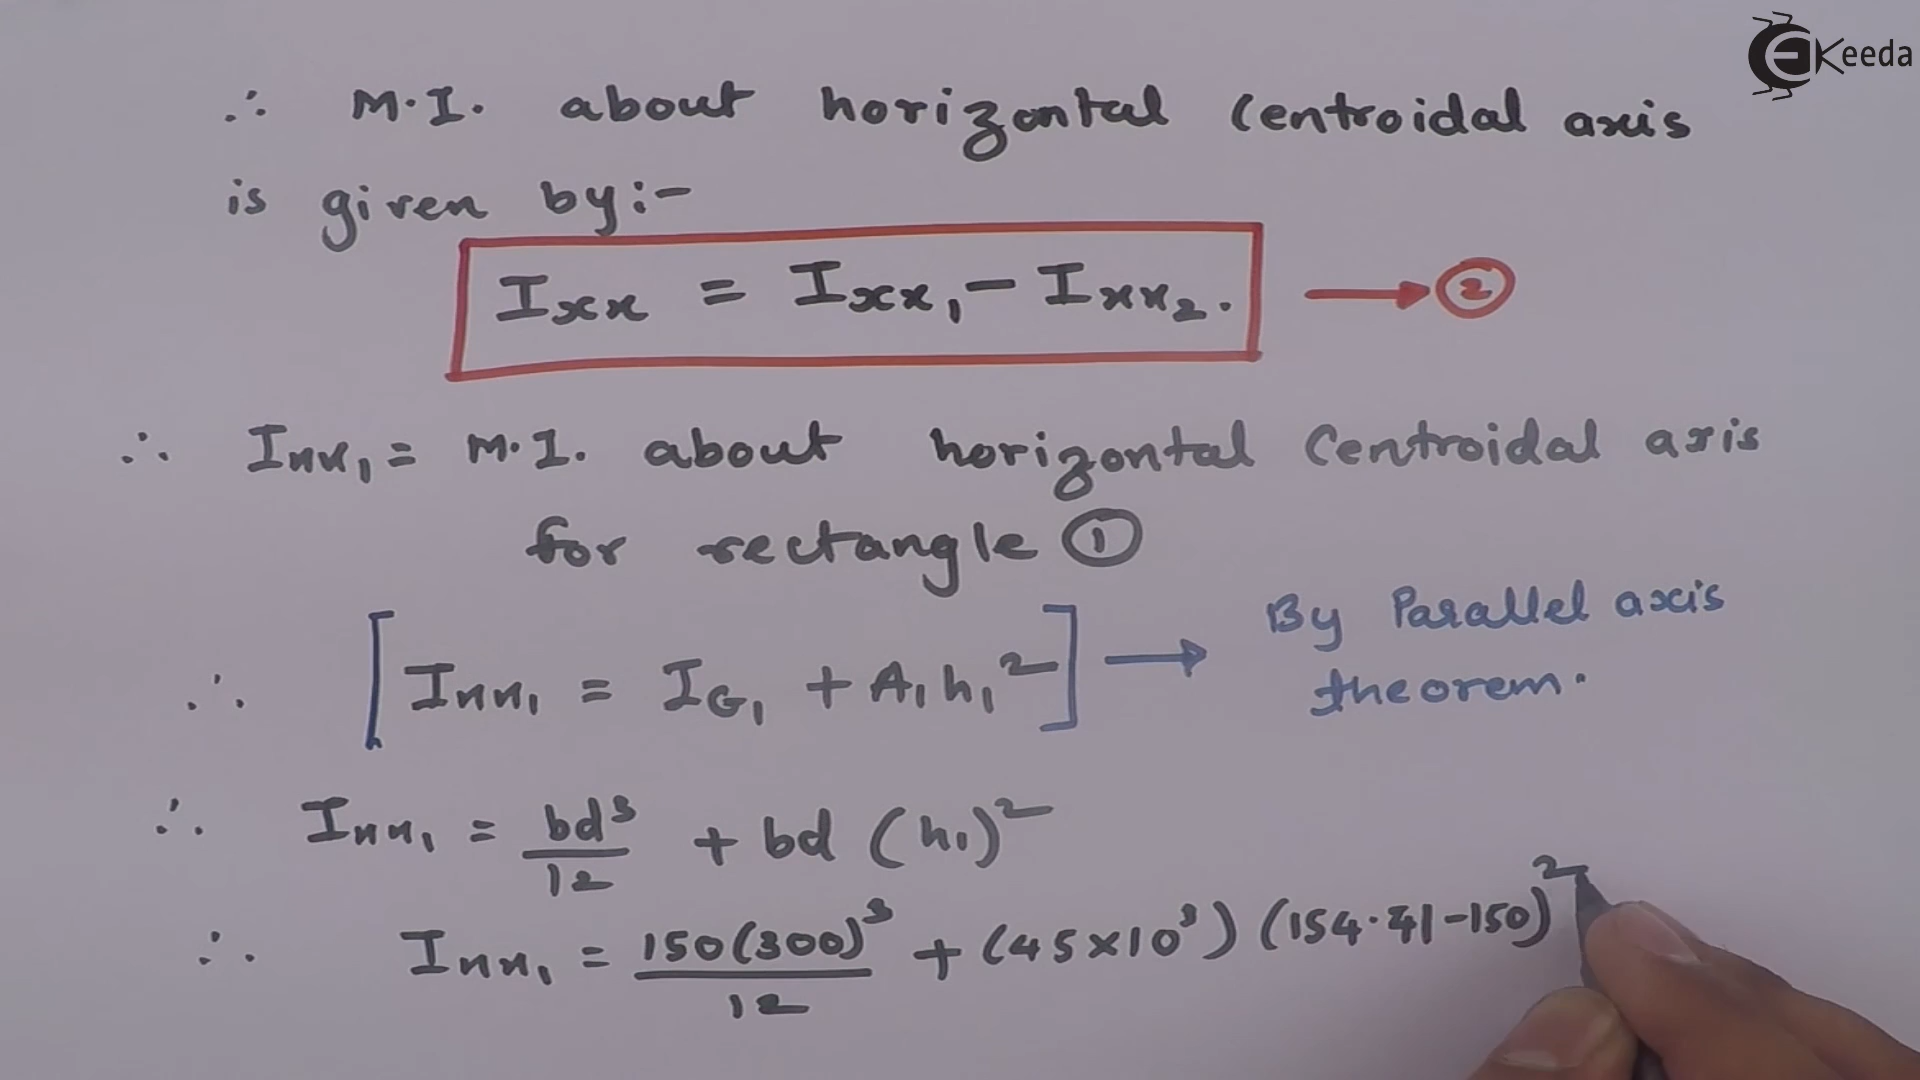 EKeeda
∴ M.I. about horizontal centroidal axis
is given by:-
Ixx = Ixx₁ - Ixx₂. → ②
∴ Ixx₁ = M.I. about horizontal centroidal axis
for rectangle ①
∴ [Ixx₁ = IG₁ + A₁h₁²] → By Parallel axis
theorem.
∴ Ixx₁ = bd³/12 + bd (h₁)²
∴ Ixx₁ = 150(300)³/12 + (45×10³) (154.41-150)²